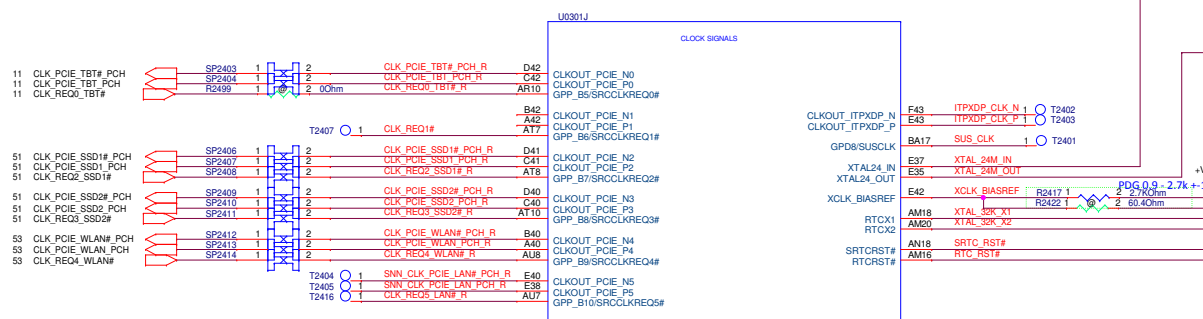 U0301J
CLOCK SIGNALS
11 CLK_PCIE_TBT#_PCH SP2403 1 2 CLK_PCIE_TBT#_PCH_R D42 CLKOUT_PCIE_N0
11 CLK_PCIE_TBT_PCH SP2404 1 2 CLK_PCIE_TBT_PCH_R C42 CLKOUT_PCIE_P0
11 CLK_REQ0_TBT# R2499 1 @ 2 0Ohm CLK_REQ0_TBT#_R AR10 GPP_B5/SRCCLKREQ0#
B42 CLKOUT_PCIE_N1
A42 CLKOUT_PCIE_P1
T2407 1 CLK_REQ1# AT7 GPP_B6/SRCCLKREQ1#
51 CLK_PCIE_SSD1#_PCH SP2406 1 2 CLK_PCIE_SSD1#_PCH_R D41 CLKOUT_PCIE_N2
51 CLK_PCIE_SSD1_PCH SP2407 1 2 CLK_PCIE_SSD1_PCH_R C41 CLKOUT_PCIE_P2
51 CLK_REQ2_SSD1# SP2408 1 2 CLK_REQ2_SSD1#_R AT8 GPP_B7/SRCCLKREQ2#
51 CLK_PCIE_SSD2#_PCH SP2409 1 2 CLK_PCIE_SSD2#_PCH_R D40 CLKOUT_PCIE_N3
51 CLK_PCIE_SSD2_PCH SP2410 1 2 CLK_PCIE_SSD2_PCH_R C40 CLKOUT_PCIE_P3
51 CLK_REQ3_SSD2# SP2411 1 2 CLK_REQ3_SSD2#_R AT10 GPP_B8/SRCCLKREQ3#
53 CLK_PCIE_WLAN#_PCH SP2412 1 2 CLK_PCIE_WLAN#_PCH_R B40 CLKOUT_PCIE_N4
53 CLK_PCIE_WLAN_PCH SP2413 1 2 CLK_PCIE_WLAN_PCH_R A40 CLKOUT_PCIE_P4
53 CLK_REQ4_WLAN# SP2414 1 2 CLK_REQ4_WLAN#_R AU8 GPP_B9/SRCCLKREQ4#
T2404 1 SNN_CLK_PCIE_LAN#_PCH_R E40 CLKOUT_PCIE_N5
T2405 1 SNN_CLK_PCIE_LAN_PCH_R E38 CLKOUT_PCIE_P5
T2416 1 CLK_REQ5_LAN#_R AU7 GPP_B10/SRCCLKREQ5#
CLKOUT_ITPXDP_N F43 ITPXDP_CLK_N 1 T2402
CLKOUT_ITPXDP_P E43 ITPXDP_CLK_P 1 T2403
GPD8/SUSCLK BA17 SUS_CLK 1 T2401
XTAL24_IN E37 XTAL_24M_IN
XTAL24_OUT E35 XTAL_24M_OUT
PDG 0.9 - 2.7k
XCLK_BIASREF E42 XCLK_BIASREF R2417 1 2 2.7KOhm
R2422 1 @ 2 60.4Ohm
RTCX1 AM18 XTAL_32K_X1
RTCX2 AM20 XTAL_32K_X2
SRTCRST# AN18 SRTC_RST#
RTCRST# AM16 RTC_RST#